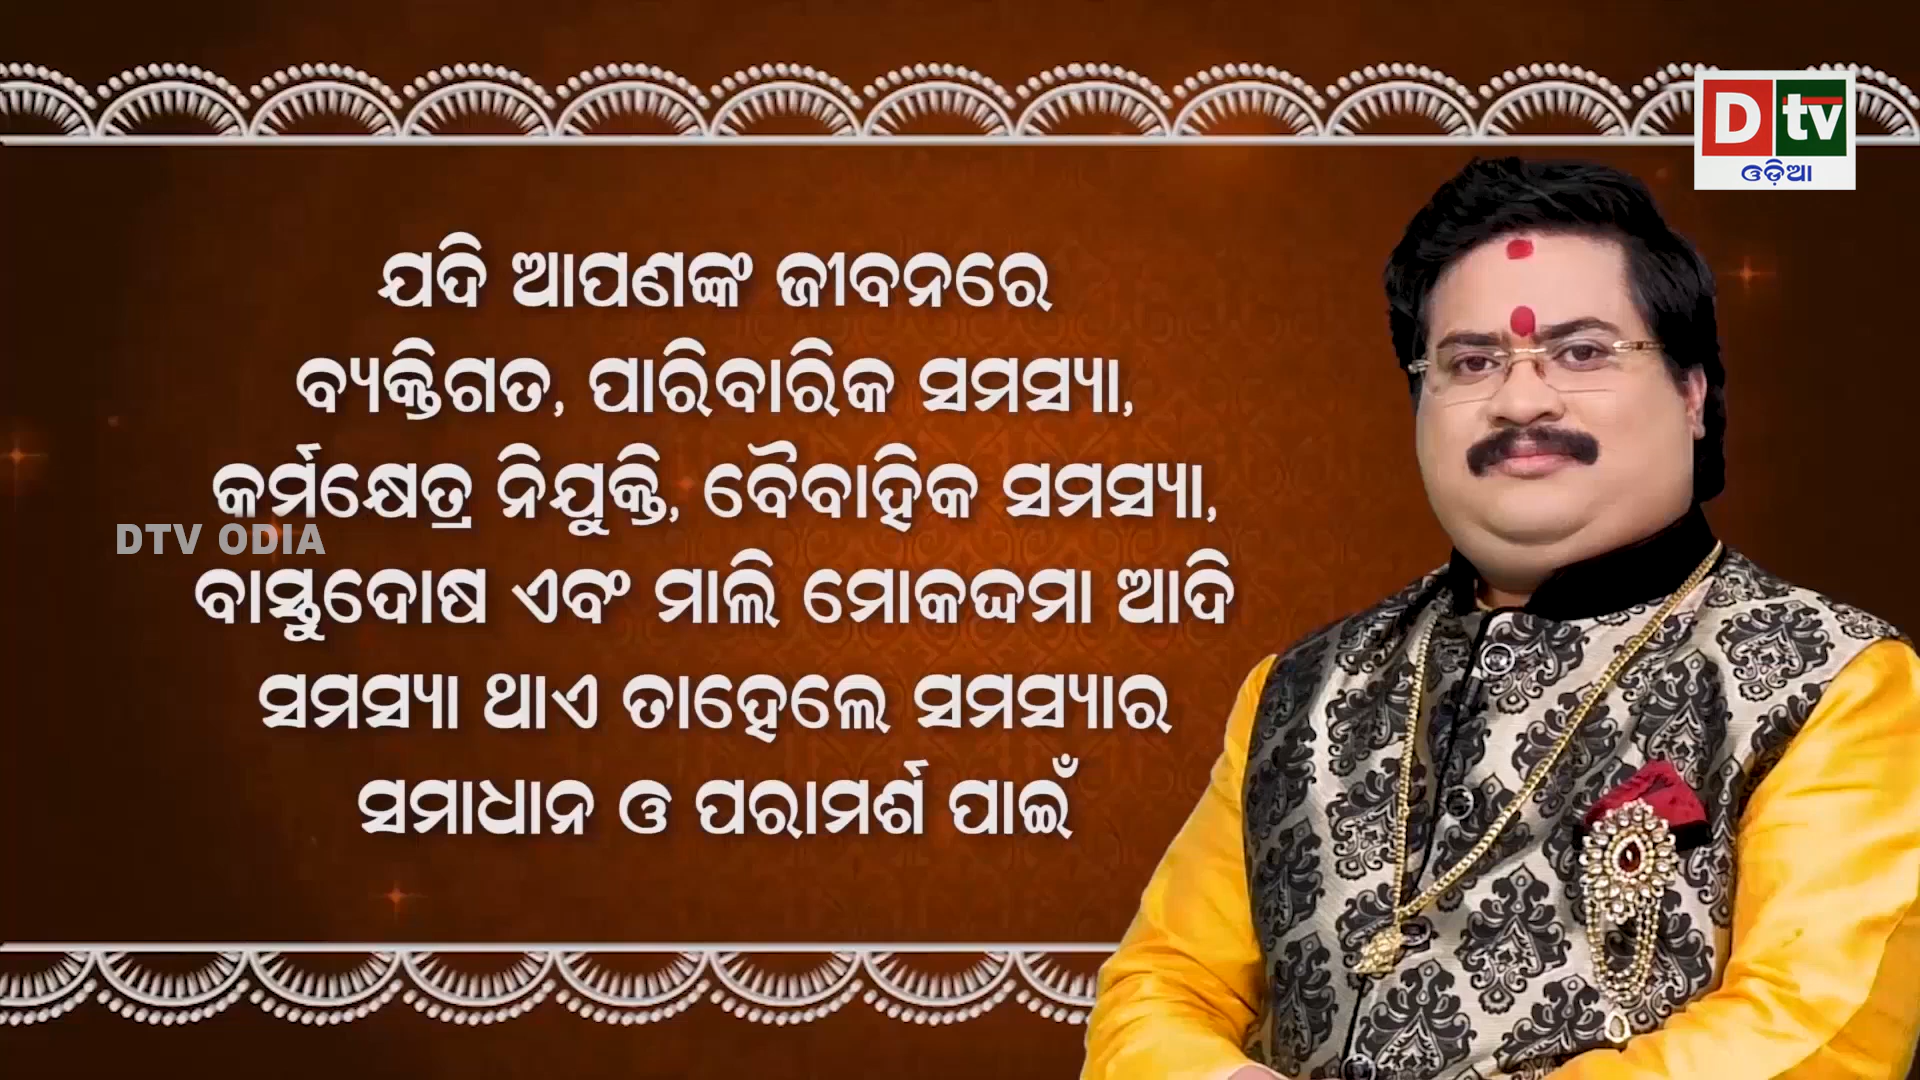 D tv
ଓଡ଼ିଆ
ଯଦି ଆପଣଙ୍କ ଜୀବନରେ
ବ୍ୟକ୍ତିଗତ, ପାରିବାରିକ ସମସ୍ୟା,
କର୍ମକ୍ଷେତ୍ର ନିଯୁକ୍ତି, ବୈବାହିକ ସମସ୍ୟା,
DTV ODIA
ବାସ୍ତୁଦୋଷ ଏବଂ ମାଲି ମୋକଦ୍ଦମା ଆଦି
ସମସ୍ୟା ଥାଏ ତାହେଲେ ସମସ୍ୟାର
ସମାଧାନ ଓ ପରାମର୍ଶ ପାଇଁ